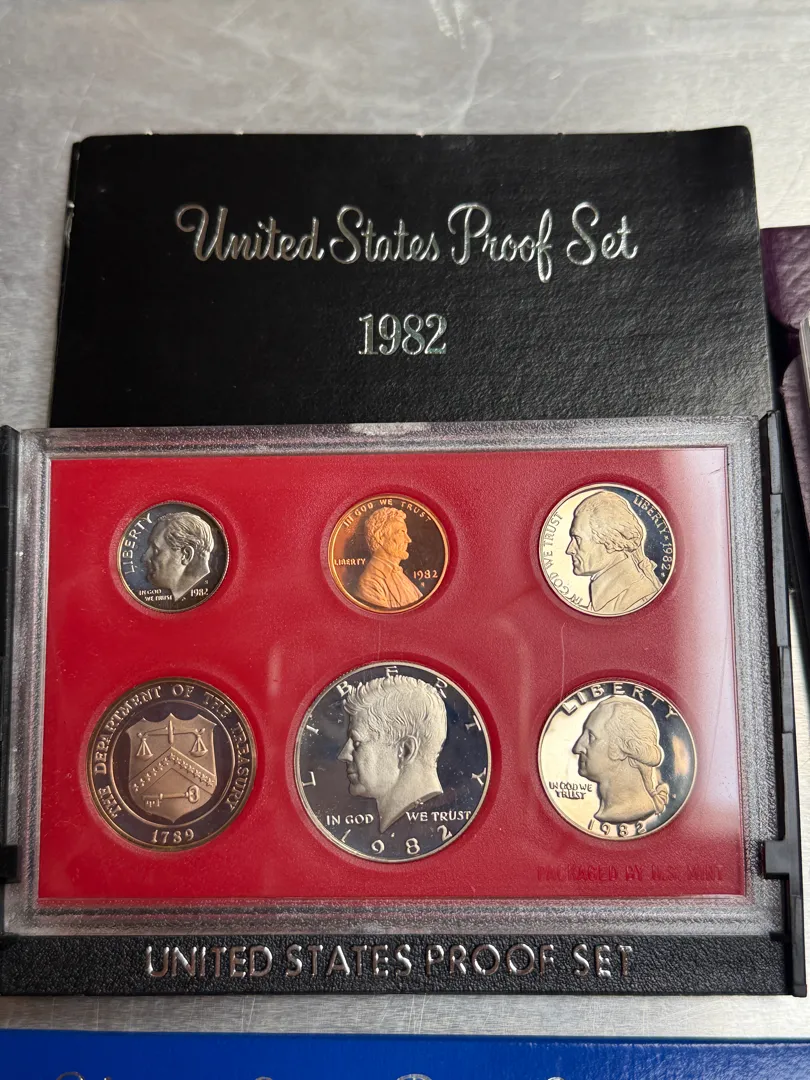 United States Proof Set
1982
LIBERTY
IN GOD
WE TRUST
1982
IN GOD WE TRUST
LIBERTY
1982
IN GOD WE TRUST
LIBERTY 1982
THE DEPARTMENT OF THE TREASURY
1789
LIBERTY
IN GOD WE TRUST
1982
LIBERTY
IN GOD WE
TRUST
1982
PACKAGED BY U.S. MINT
UNITED STATES PROOF SET